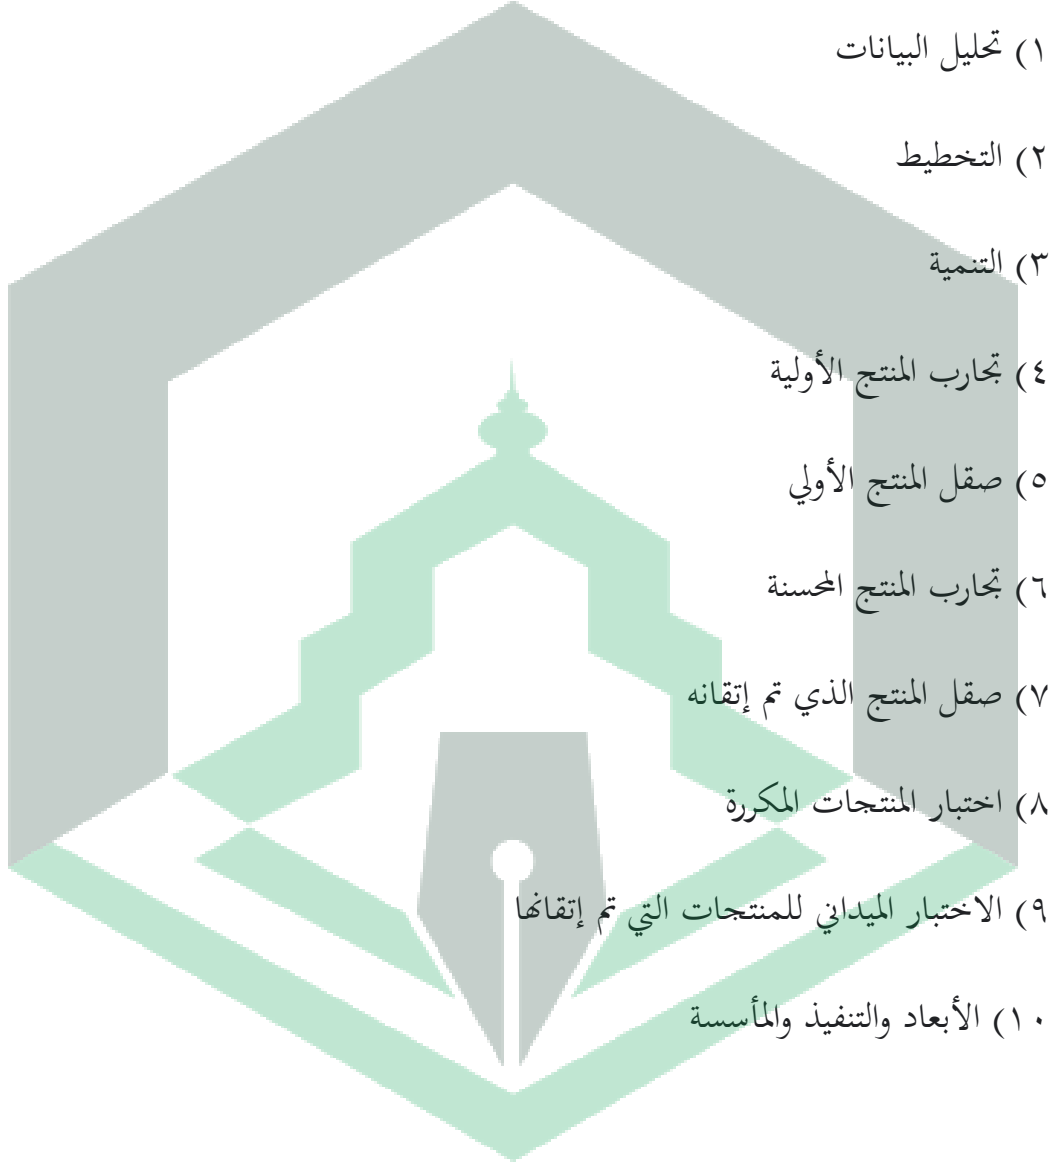 ١) تحليل البيانات
٢) التخطيط
٣) التنمية
٤) تجارب المنتج الأولية
٥) صقل المنتج الأولي
٦) تجارب المنتج المحسنة
٧) صقل المنتج الذي تم إتقانه
٨) اختبار المنتجات المكررة
٩) الاختبار الميداني للمنتجات التي تم إتقانها
١٠) الأبعاد والتنفيذ والمأسسة